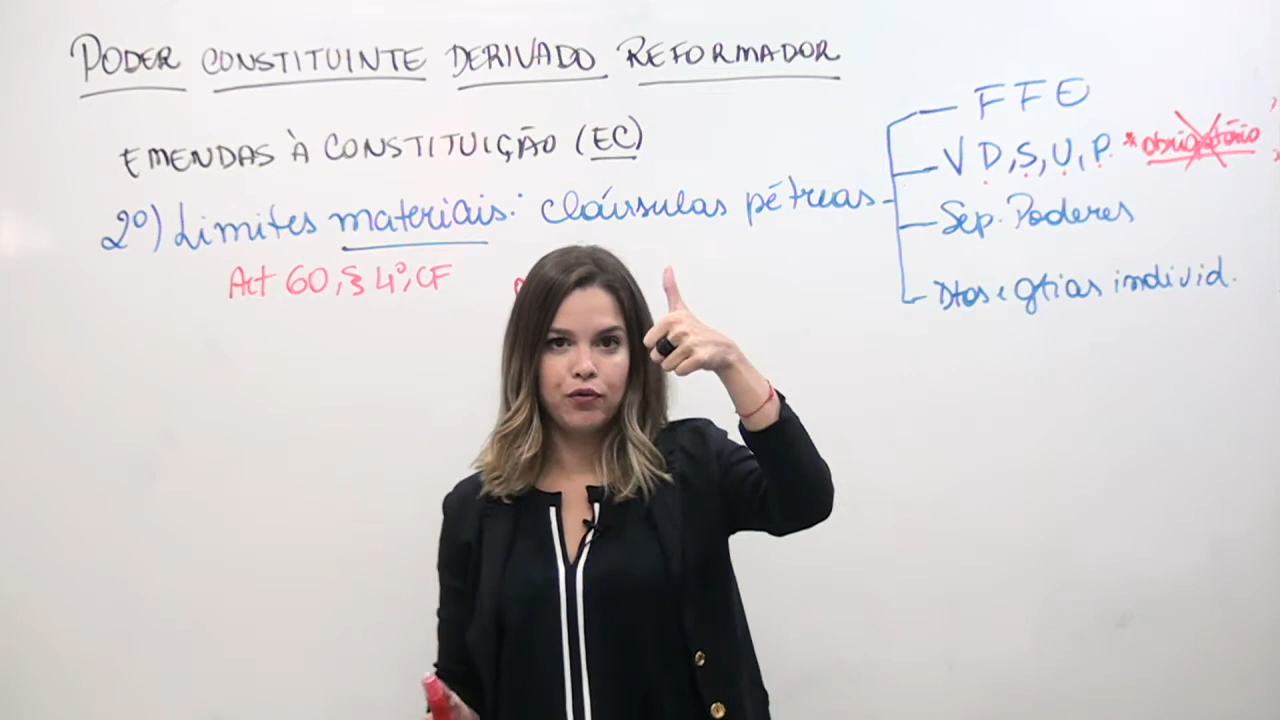 PODER CONSTITUINTE DERIVADO REFORMADOR
EMENDAS À CONSTITUIÇÃO (EC)
2º) Limites materiais: cláusulas pétreas
Art 60, § 4º, CF
FFE
V D, S, U, P. * obrigatório
Sep. Poderes
Dtos e gtias individ.